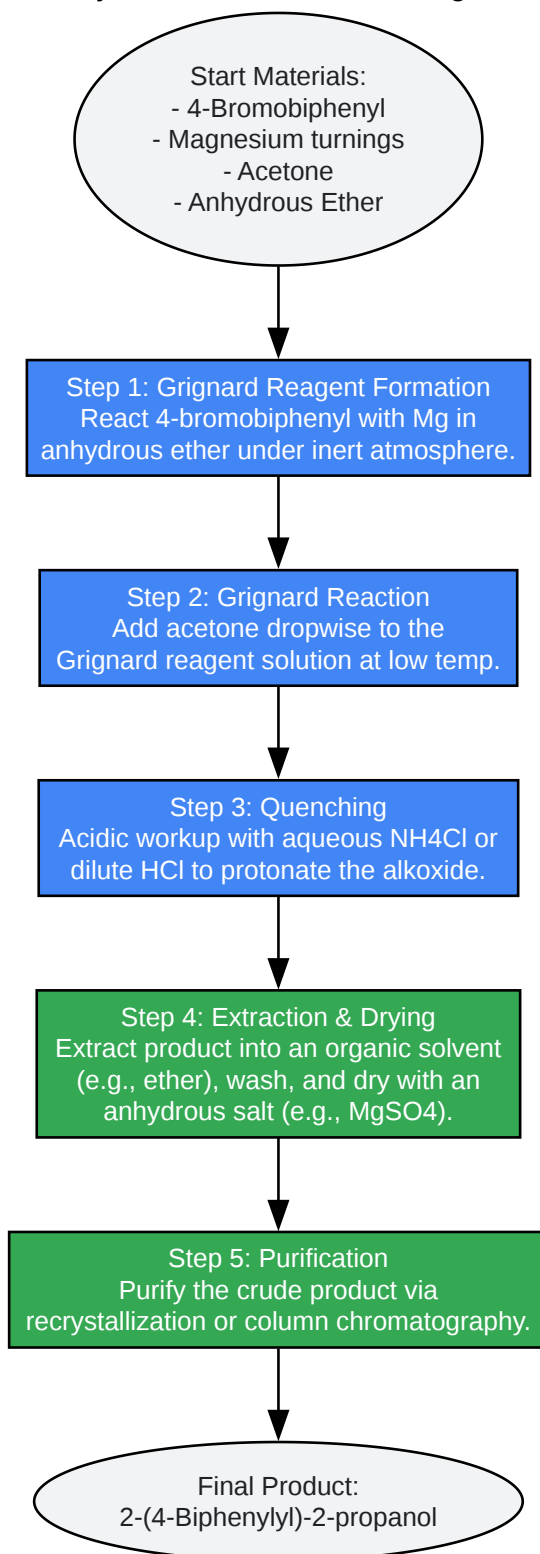 Start Materials:
- 4-Bromobiphenyl
- Magnesium turnings
- Acetone
- Anhydrous Ether
Step 1: Grignard Reagent Formation
React 4-bromobiphenyl with Mg in
anhydrous ether under inert atmosphere.
Step 2: Grignard Reaction
Add acetone dropwise to the
Grignard reagent solution at low temp.
Step 3: Quenching
Acidic workup with aqueous NH4Cl or
dilute HCl to protonate the alkoxide.
Step 4: Extraction & Drying
Extract product into an organic solvent
(e.g., ether), wash, and dry with an
anhydrous salt (e.g., MgSO4).
Step 5: Purification
Purify the crude product via
recrystallization or column chromatography.
Final Product:
2-(4-Biphenylyl)-2-propanol